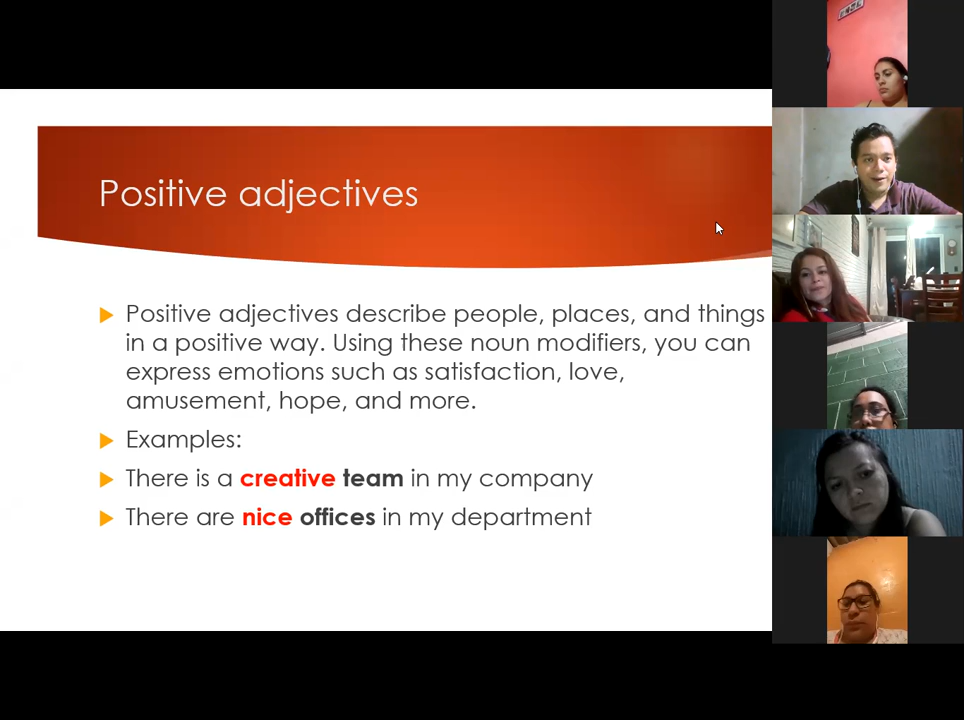 Positive adjectives
Positive adjectives describe people, places, and things
in a positive way. Using these noun modifiers, you can
express emotions such as satisfaction, love,
amusement, hope, and more.
Examples:
There is a creative team in my company
There are nice offices in my department